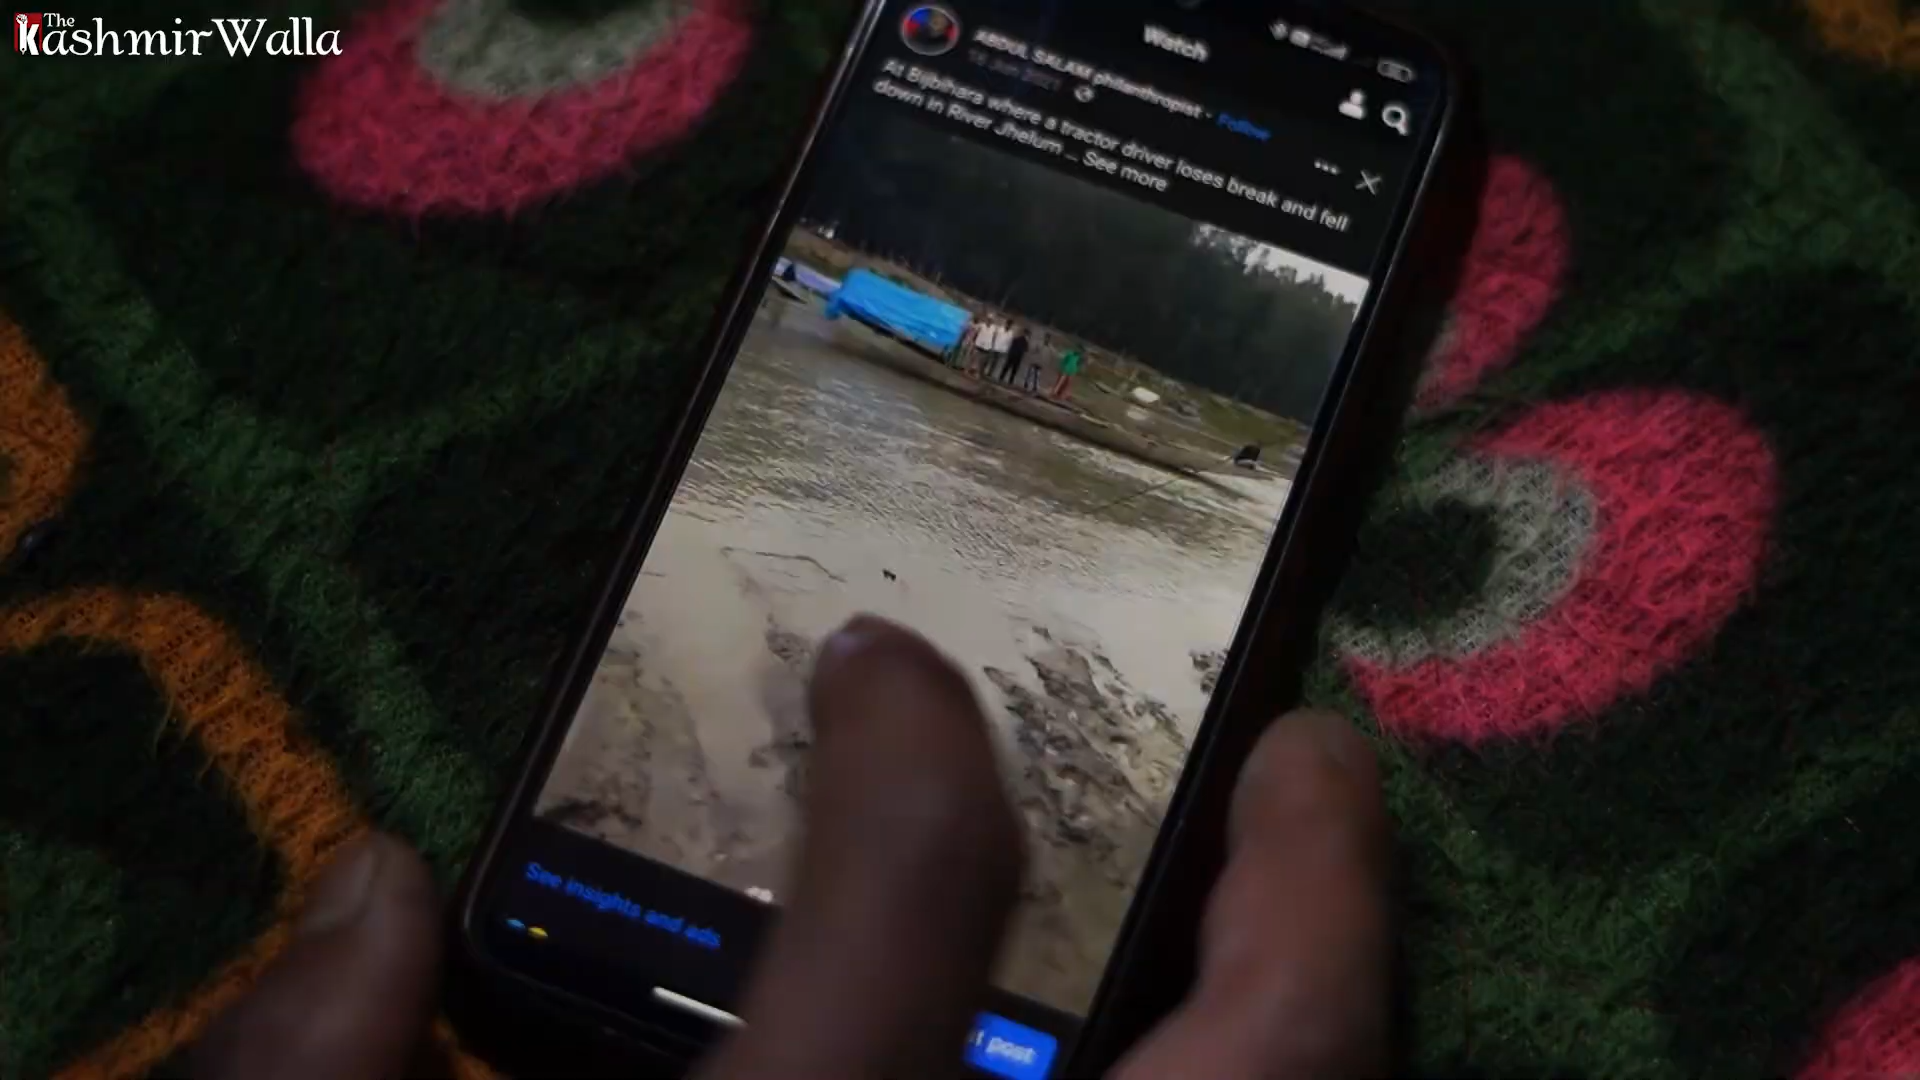 The
KashmirWalla
Watch
ABDUL SALAM philanthropist · Follow
At Bijbihara where a tractor driver loses break and fell
down in River Jhelum ... See more
See insights and ads
post